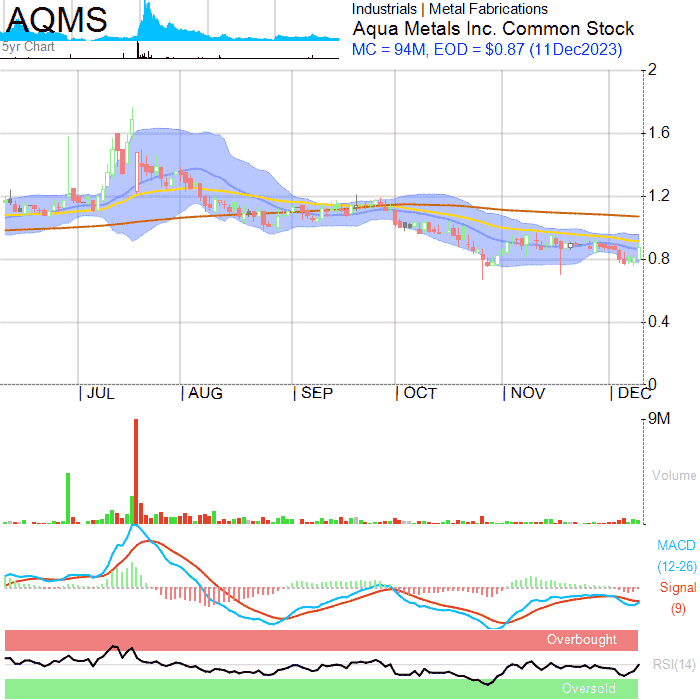 AQMS
5yr Chart
Industrials | Metal Fabrications
Aqua Metals Inc. Common Stock
MC = 94M, EOD = $0.87 (11Dec2023)
2
1.6
1.2
0.8
0.4
0
| JUL | AUG | SEP | OCT | NOV | DEC
9M
Volume
MACD
(12-26)
Signal
(9)
Overbought
RSI(14)
Oversold